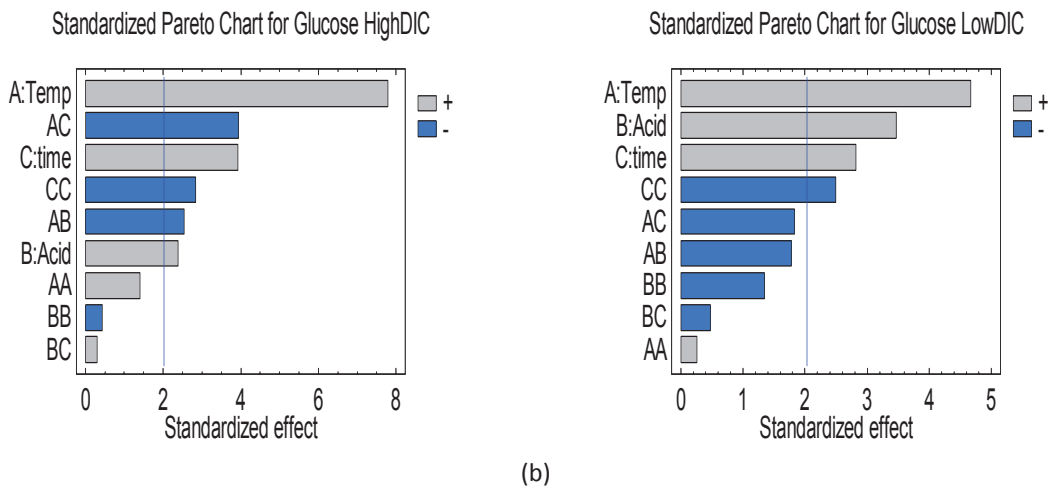 Standardized Pareto Chart for Glucose HighDIC
A:Temp
AC
C:time
CC
AB
B:Acid
AA
BB
BC
0 2 4 6 8
Standardized effect
+
-
Standardized Pareto Chart for Glucose LowDIC
A:Temp
B:Acid
C:time
CC
AC
AB
BB
BC
AA
0 1 2 3 4 5
Standardized effect
+
-
(b)